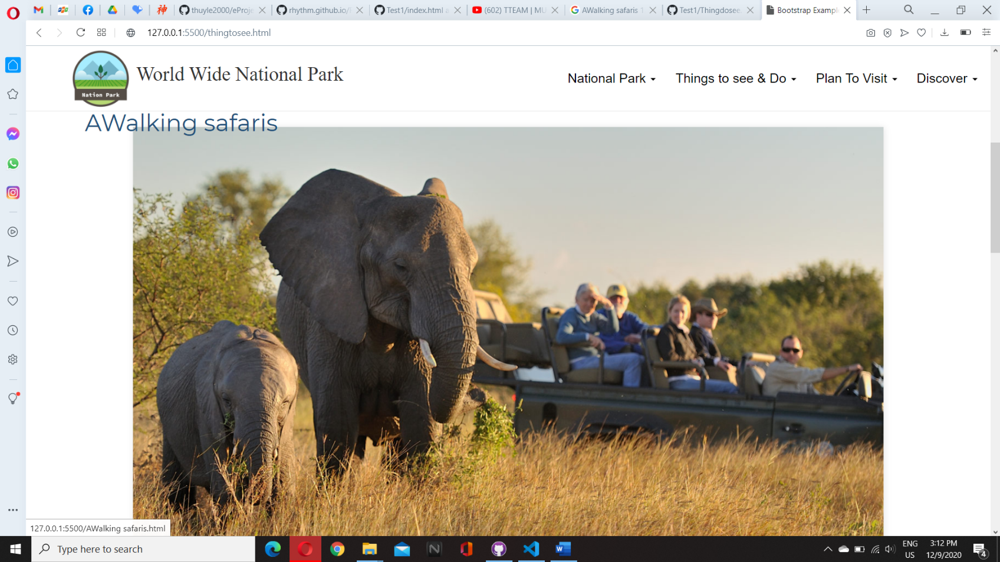 thuyle2000/eProje
rhythm.github.io/
Test1/index.html a
(602) TTEAM | MU
AWalking safaris 1
Test1/Thingdosee.
Bootstrap Example
127.0.0.1:5500/thingtosee.html
Nation Park
World Wide National Park
National Park
Things to see & Do
Plan To Visit
Discover
AWalking safaris
127.0.0.1:5500/AWalking safaris.html
Type here to search
ENG
US
3:12 PM
12/9/2020
4